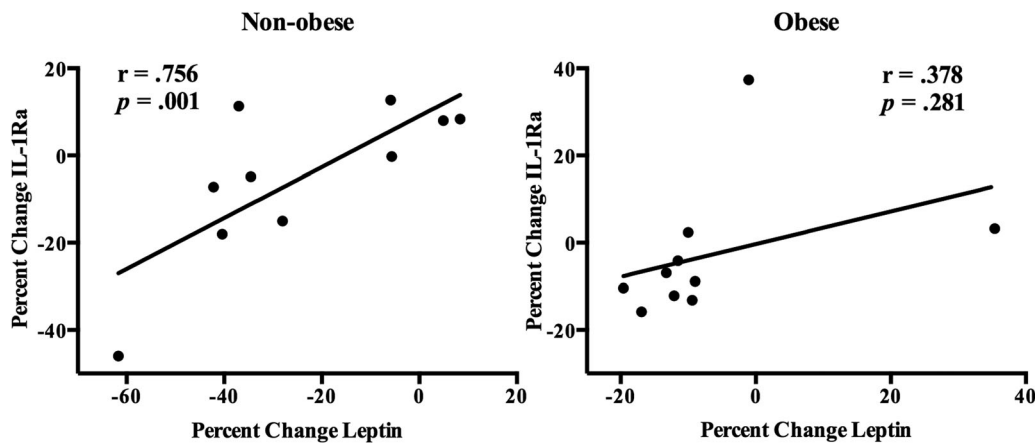 Non-obese
r = .756
p = .001
20
0
-20
-40
Percent Change IL-1Ra
-60
-40
-20
0
20
Percent Change Leptin
Obese
r = .378
p = .281
40
20
0
-20
Percent Change IL-1Ra
-20
0
20
40
Percent Change Leptin